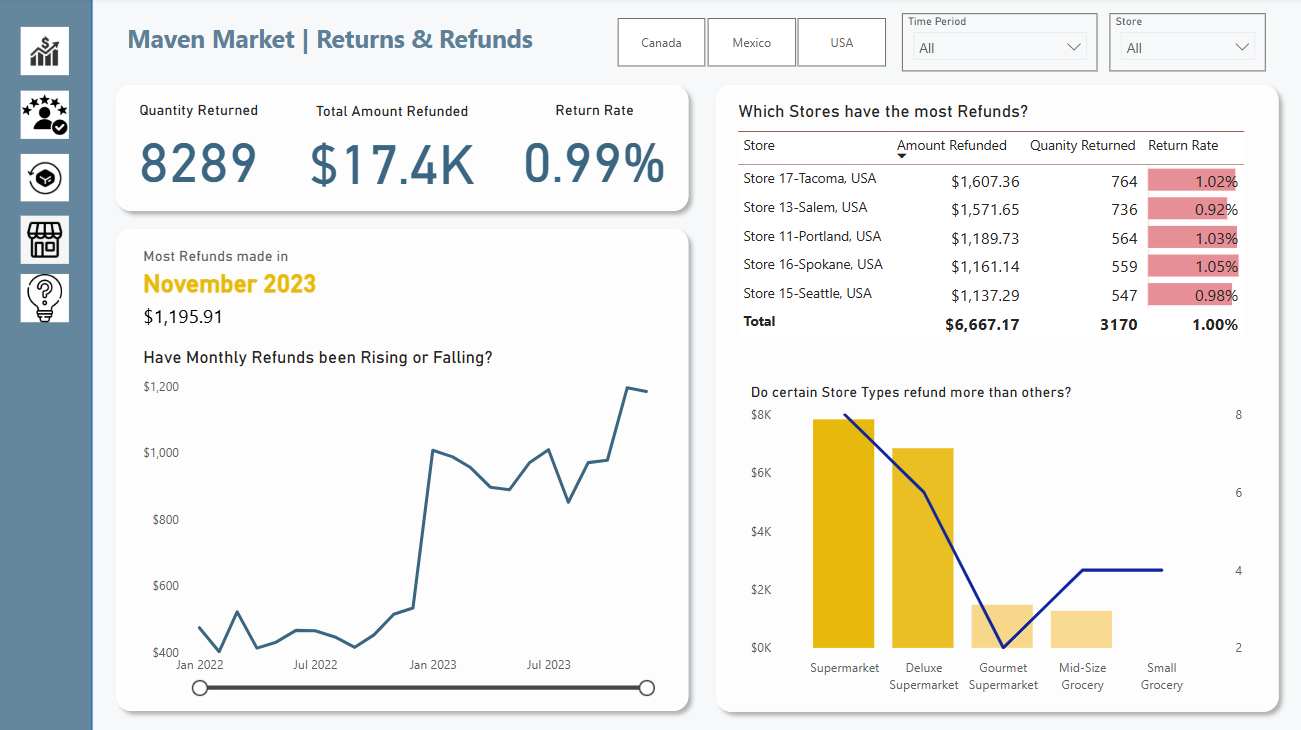 Maven Market | Returns & Refunds
Canada
Mexico
USA
Time Period
All
Store
All
Quantity Returned
Total Amount Refunded
Return Rate
8289
$17.4K
0.99%
Most Refunds made in
November 2023
$1,195.91
Have Monthly Refunds been Rising or Falling?
$1,200
$1,000
$800
$600
$400
Jan 2022
Jul 2022
Jan 2023
Jul 2023
Which Stores have the most Refunds?
Store Amount Refunded Quanity Returned Return Rate
Store 17-Tacoma, USA $1,607.36 764 1.02%
Store 13-Salem, USA $1,571.65 736 0.92%
Store 11-Portland, USA $1,189.73 564 1.03%
Store 16-Spokane, USA $1,161.14 559 1.05%
Store 15-Seattle, USA $1,137.29 547 0.98%
Total $6,667.17 3170 1.00%
Do certain Store Types refund more than others?
$8K
$6K
$4K
$2K
$0K
8
6
4
2
Supermarket
Deluxe
Supermarket
Gourmet
Supermarket
Mid-Size
Grocery
Small
Grocery